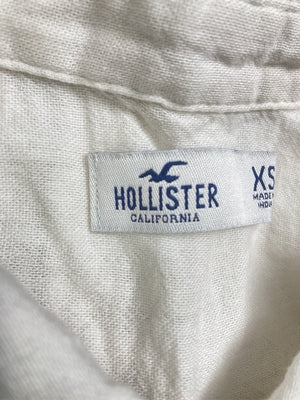 HOLLISTER
CALIFORNIA
XS
MADE IN
INDIA